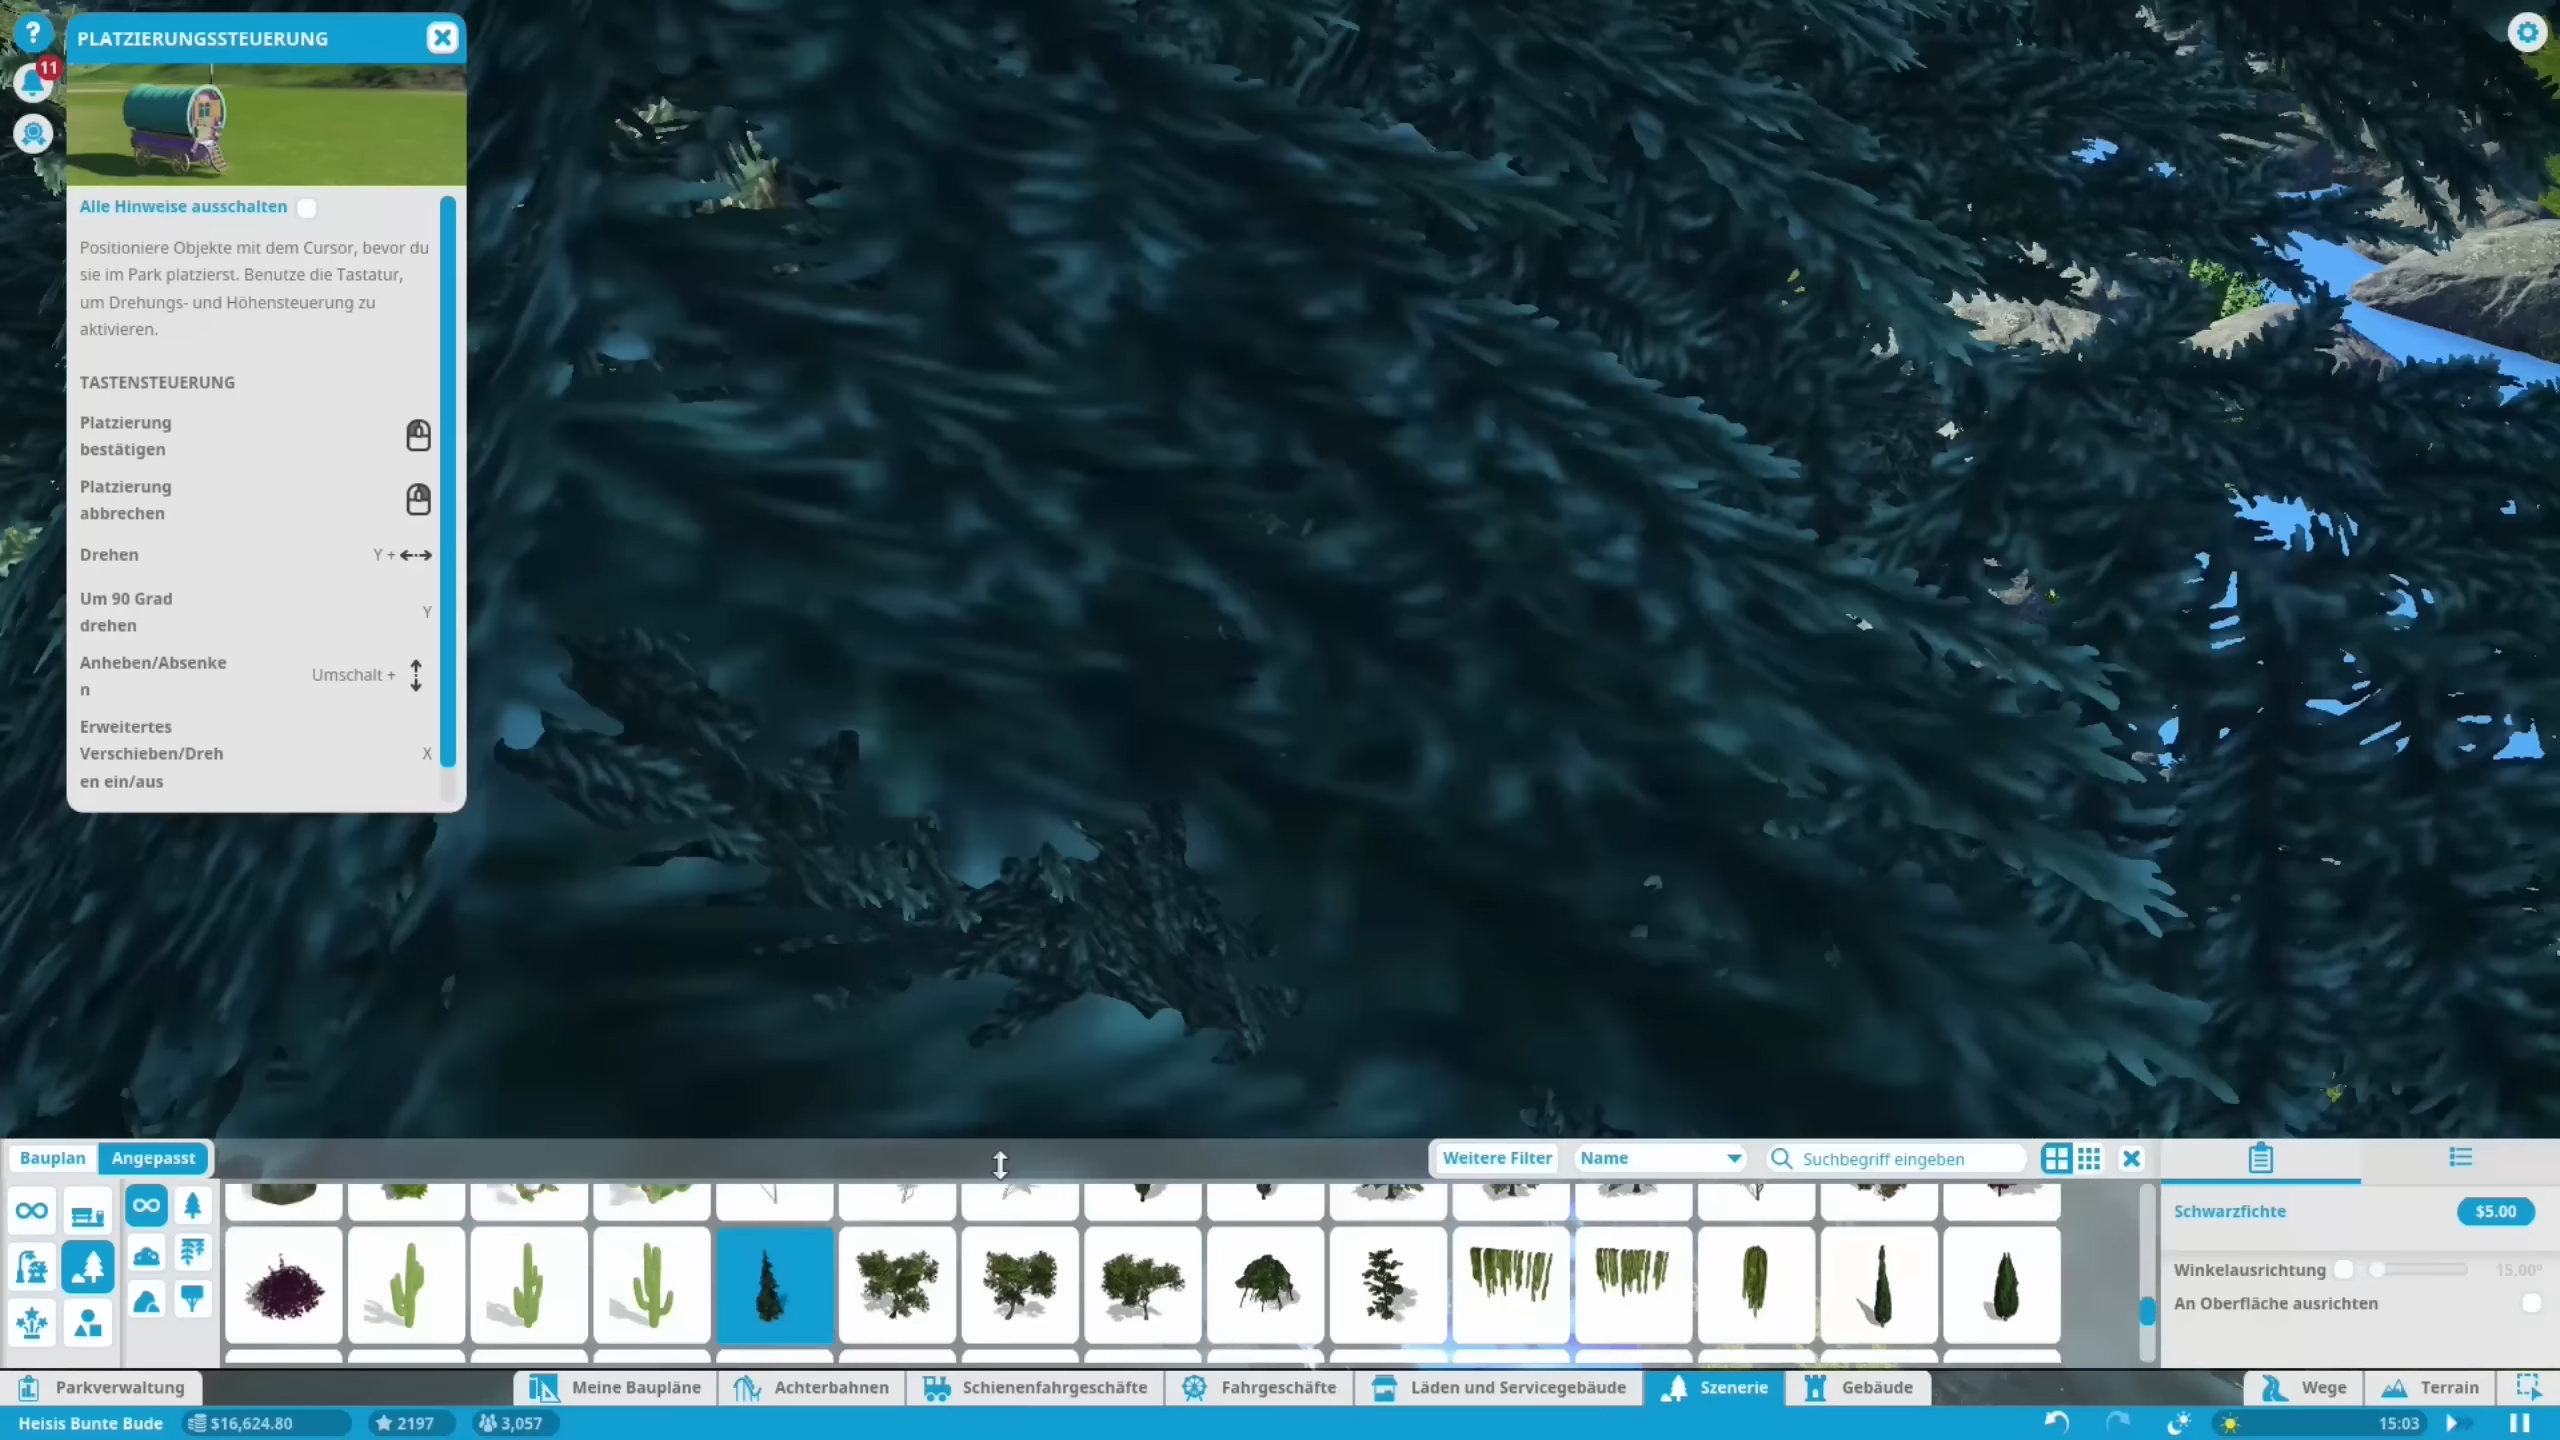 ?
PLATZIERUNGSSTEUERUNG
11
Alle Hinweise ausschalten
Positioniere Objekte mit dem Cursor, bevor du
sie im Park platzierst. Benutze die Tastatur,
um Drehungs- und Höhensteuerung zu
aktivieren.
TASTENSTEUERUNG
Platzierung
bestätigen
Platzierung
abbrechen
Drehen Y +
Um 90 Grad
drehen Y
Anheben/Absenke
n Umschalt +
Erweitertes
Verschieben/Dreh
en ein/aus X
Bauplan Angepasst Weitere Filter Name Suchbegriff eingeben
Schwarzfichte $5.00
Winkelausrichtung 15.00°
An Oberfläche ausrichten
Parkverwaltung Meine Baupläne Achterbahnen Schienenfahrgeschäfte Fahrgeschäfte Läden und Servicegebäude Szenerie Gebäude Wege Terrain
Heisis Bunte Bude $16,624.80 2197 3,057 15:03